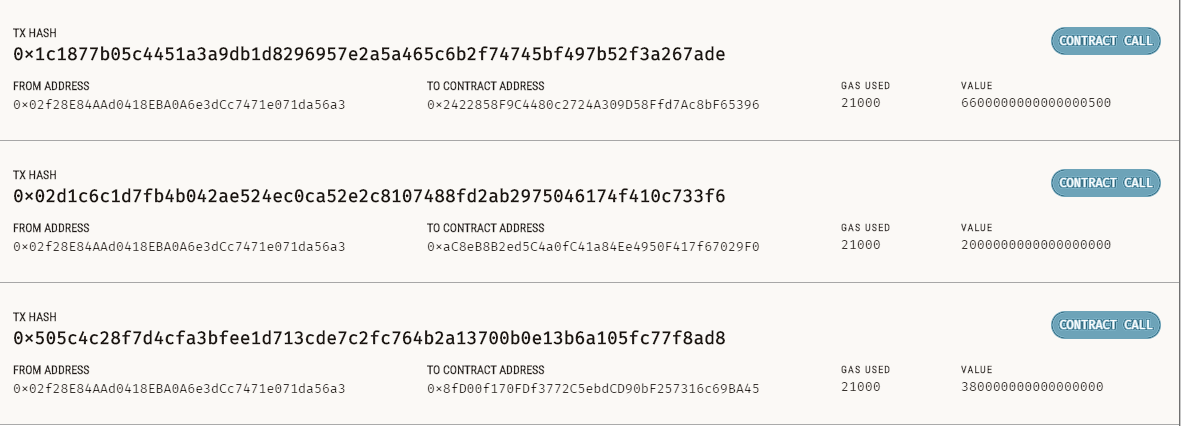 TX HASH
0×1c1877b05c4451a3a9db1d8296957e2a5a465c6b2f74745bf497b52f3a267ade
CONTRACT CALL
FROM ADDRESS
TO CONTRACT ADDRESS
GAS USED
VALUE
0×02f28E84AAd0418EBA0A6e3dCc7471e071da56a3
0×2422858F9C4480c2724A309D58Ffd7Ac8bF65396
21000
6600000000000000500
TX HASH
0×02d1c6c1d7fb4b042ae524ec0ca52e2c8107488fd2ab2975046174f410c733f6
CONTRACT CALL
FROM ADDRESS
TO CONTRACT ADDRESS
GAS USED
VALUE
0×02f28E84AAd0418EBA0A6e3dCc7471e071da56a3
0×aC8eB8B2ed5C4a0fC41a84Ee4950F417f67029F0
21000
2000000000000000000
TX HASH
0×505c4c28f7d4cfa3bfee1d713cde7c2fc764b2a13700b0e13b6a105fc77f8ad8
CONTRACT CALL
FROM ADDRESS
TO CONTRACT ADDRESS
GAS USED
VALUE
0×02f28E84AAd0418EBA0A6e3dCc7471e071da56a3
0×8fD00f170FDf3772C5ebdCD90bF257316c69BA45
21000
380000000000000000